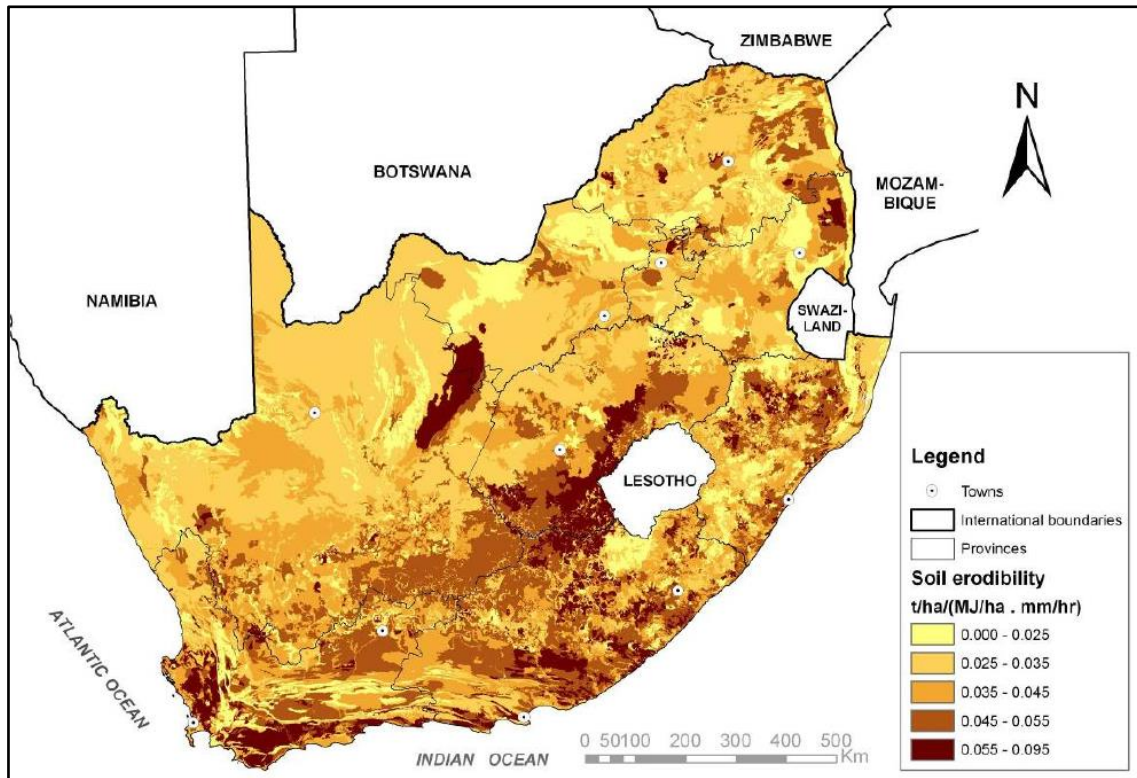 ZIMBABWE
N
BOTSWANA
MOZAM-
BIQUE
NAMIBIA
SWAZI-
LAND
LESOTHO
ATLANTIC OCEAN
INDIAN OCEAN
0 50100 200 300 400 500
Km
Legend
Towns
International boundaries
Provinces
Soil erodibility
t/ha/(MJ/ha . mm/hr)
0.000 - 0.025
0.025 - 0.035
0.035 - 0.045
0.045 - 0.055
0.055 - 0.095